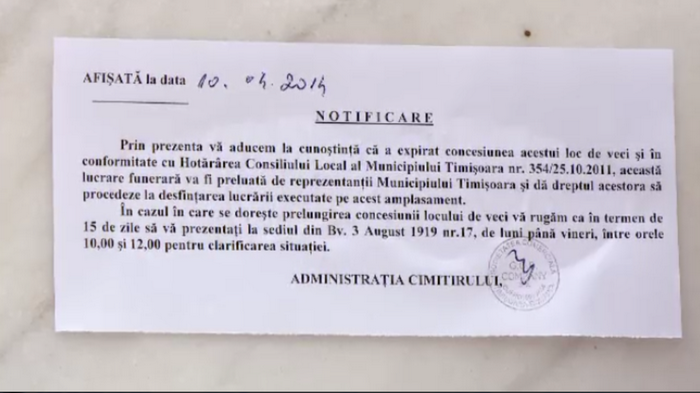 AFIȘATĂ la data 10. 04. 2014
NOTIFICARE
Prin prezenta vă aducem la cunoștință că a expirat concesiunea acestui loc de veci și în
conformitate cu Hotărârea Consiliului Local al Municipiului Timișoara nr. 354/25.10.2011, această
lucrare funerară va fi preluată de reprezentanții Municipiului Timișoara și dă dreptul acestora să
procedeze la desființarea lucrării executate pe acest amplasament.
În cazul în care se dorește prelungirea concesiunii locului de veci vă rugăm ca în termen de
15 de zile să vă prezentați la sediul din Bv. 3 August 1919 nr.17, de luni până vineri, între orele
10,00 și 12,00 pentru clarificarea situației.
ADMINISTRAȚIA CIMITIRULUI,
COMPANY